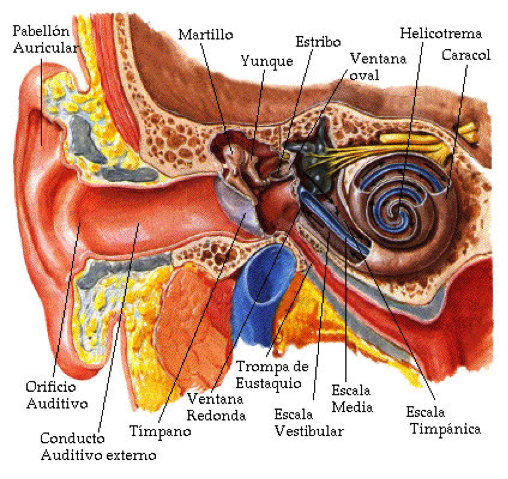 Pabellón
Auricular
Martillo
Yunque
Estribo
Ventana
oval
Helicotrema
Caracol
Orificio
Auditivo
Conducto
Auditivo externo
Tímpano
Ventana
Redonda
Trompa de
Eustaquio
Escala
Vestibular
Escala
Media
Escala
Timpánica